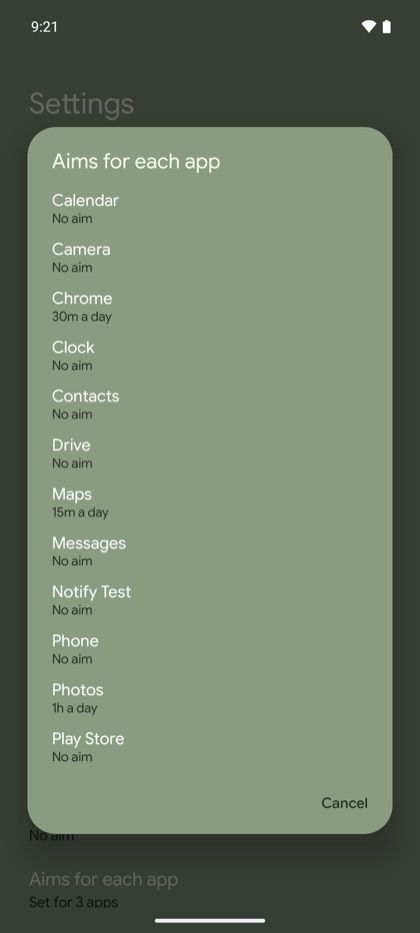 9:21
Settings
Aims for each app
Calendar
No aim
Camera
No aim
Chrome
30m a day
Clock
No aim
Contacts
No aim
Drive
No aim
Maps
15m a day
Messages
No aim
Notify Test
No aim
Phone
No aim
Photos
1h a day
Play Store
No aim
Cancel
No aim
Aims for each app
Set for 3 apps